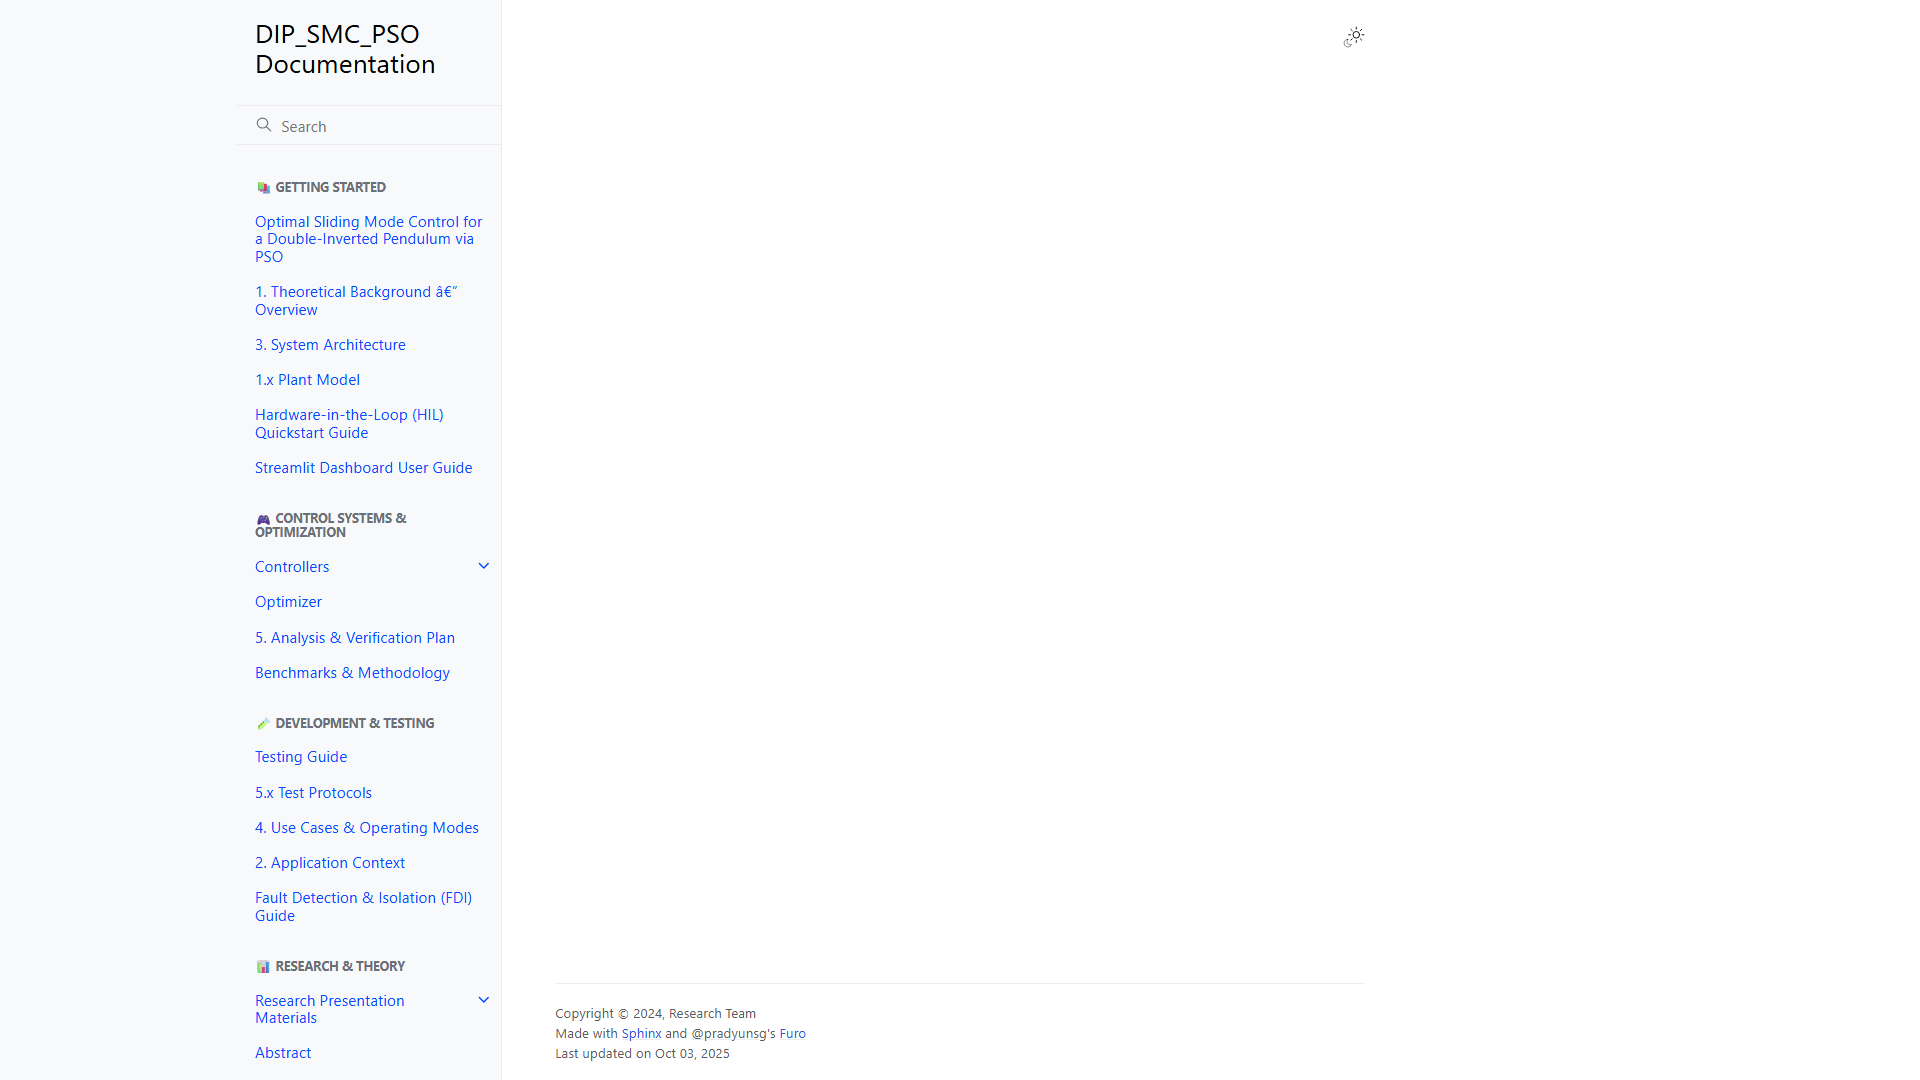 DIP_SMC_PSO
Documentation
Search
GETTING STARTED
Optimal Sliding Mode Control for
a Double-Inverted Pendulum via
PSO
1. Theoretical Background â€”
Overview
3. System Architecture
1.x Plant Model
Hardware-in-the-Loop (HIL)
Quickstart Guide
Streamlit Dashboard User Guide
CONTROL SYSTEMS &
OPTIMIZATION
Controllers
Optimizer
5. Analysis & Verification Plan
Benchmarks & Methodology
DEVELOPMENT & TESTING
Testing Guide
5.x Test Protocols
4. Use Cases & Operating Modes
2. Application Context
Fault Detection & Isolation (FDI)
Guide
RESEARCH & THEORY
Research Presentation
Materials
Abstract
Copyright © 2024, Research Team
Made with Sphinx and @pradyunsg's Furo
Last updated on Oct 03, 2025